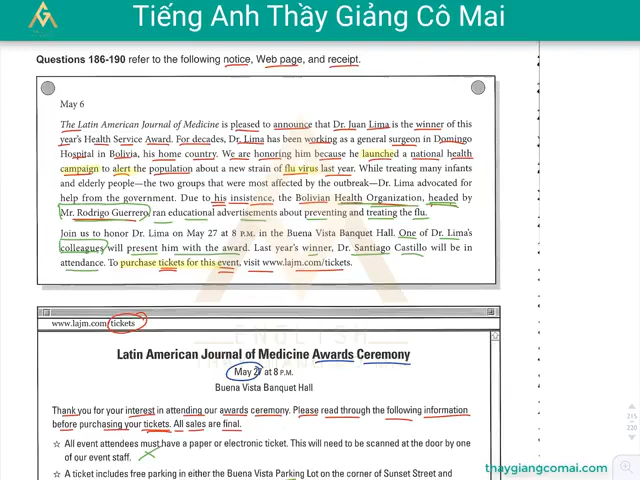 Tiếng Anh Thầy Giảng Cô Mai
Questions 186-190 refer to the following notice, Web page, and receipt.
May 6
The Latin American Journal of Medicine is pleased to announce that Dr. Juan Lima is the winner of this
year's Health Service Award. For decades, Dr. Lima has been working as a general surgeon in Domingo
Hospital in Bolivia, his home country. We are honoring him because he launched a national health
campaign to alert the population about a new strain of flu virus last year. While treating many infants
and elderly people—the two groups that were most affected by the outbreak—Dr. Lima advocated for
help from the government. Due to his insistence, the Bolivian Health Organization, headed by
Mr. Rodrigo Guerrero, ran educational advertisements about preventing and treating the flu.
Join us to honor Dr. Lima on May 27 at 8 P.M. in the Buena Vista Banquet Hall. One of Dr. Lima's
colleagues will present him with the award. Last year's winner, Dr. Santiago Castillo will be in
attendance. To purchase tickets for this event, visit www.lajm.com/tickets.
www.lajm.com/tickets
ENGLISH
Latin American Journal of Medicine Awards Ceremony
May 27 at 8 P.M.
Buena Vista Banquet Hall
Thank you for your interest in attending our awards ceremony. Please read through the following information
before purchasing your tickets. All sales are final.
☆ All event attendees must have a paper or electronic ticket. This will need to be scanned at the door by one
of our event staff.
☆ A ticket includes free parking in either the Buena Vista Parking Lot on the corner of Sunset Street and
215
220
thaygiangcomai.com